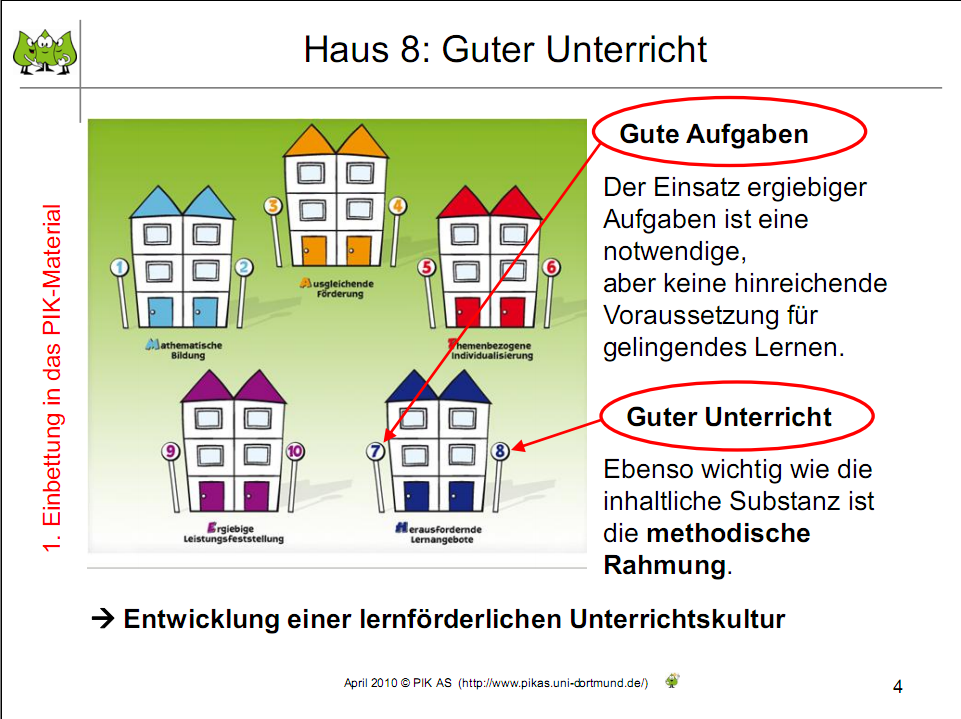 Haus 8: Guter Unterricht
1. Einbettung in das PIK-Material
3
4
Ausgleichende
Förderung
1
2
Mathematische
Bildung
5
6
Themenbezogene
Individualisierung
9
10
Ergiebige
Leistungsfeststellung
7
8
Herausfordernde
Lernangebote
Gute Aufgaben
Der Einsatz ergiebiger
Aufgaben ist eine
notwendige,
aber keine hinreichende
Voraussetzung für
gelingendes Lernen.
Guter Unterricht
Ebenso wichtig wie die
inhaltliche Substanz ist
die methodische
Rahmung.
→ Entwicklung einer lernförderlichen Unterrichtskultur
April 2010 © PIK AS (http://www.pikas.uni-dortmund.de/)
4